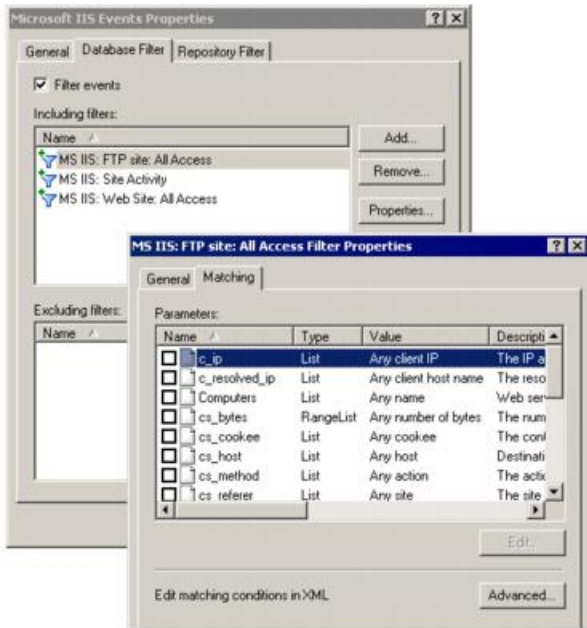 Microsoft IIS Events Properties
General Database Filter Repository Filter
Filter events
Including filters:
Name
MS IIS: FTP site: All Access
MS IIS: Site Activity
MS IIS: Web Site: All Access
Add...
Remove...
Properties...
Excluding filters:
Name
MS IIS: FTP site: All Access Filter Properties
General Matching
Parameters:
Name Type Value Descripti
c_ip List Any client IP The IP a
c_resolved_ip List Any client host name The reso
Computers List Any name Web serv
cs_bytes RangeList Any number of bytes The num
cs_cookee List Any cookee The cont
cs_host List Any host Destinati
cs_method List Any action The actic
cs_referer List Any site The site
Edit...
Edit matching conditions in XML Advanced...